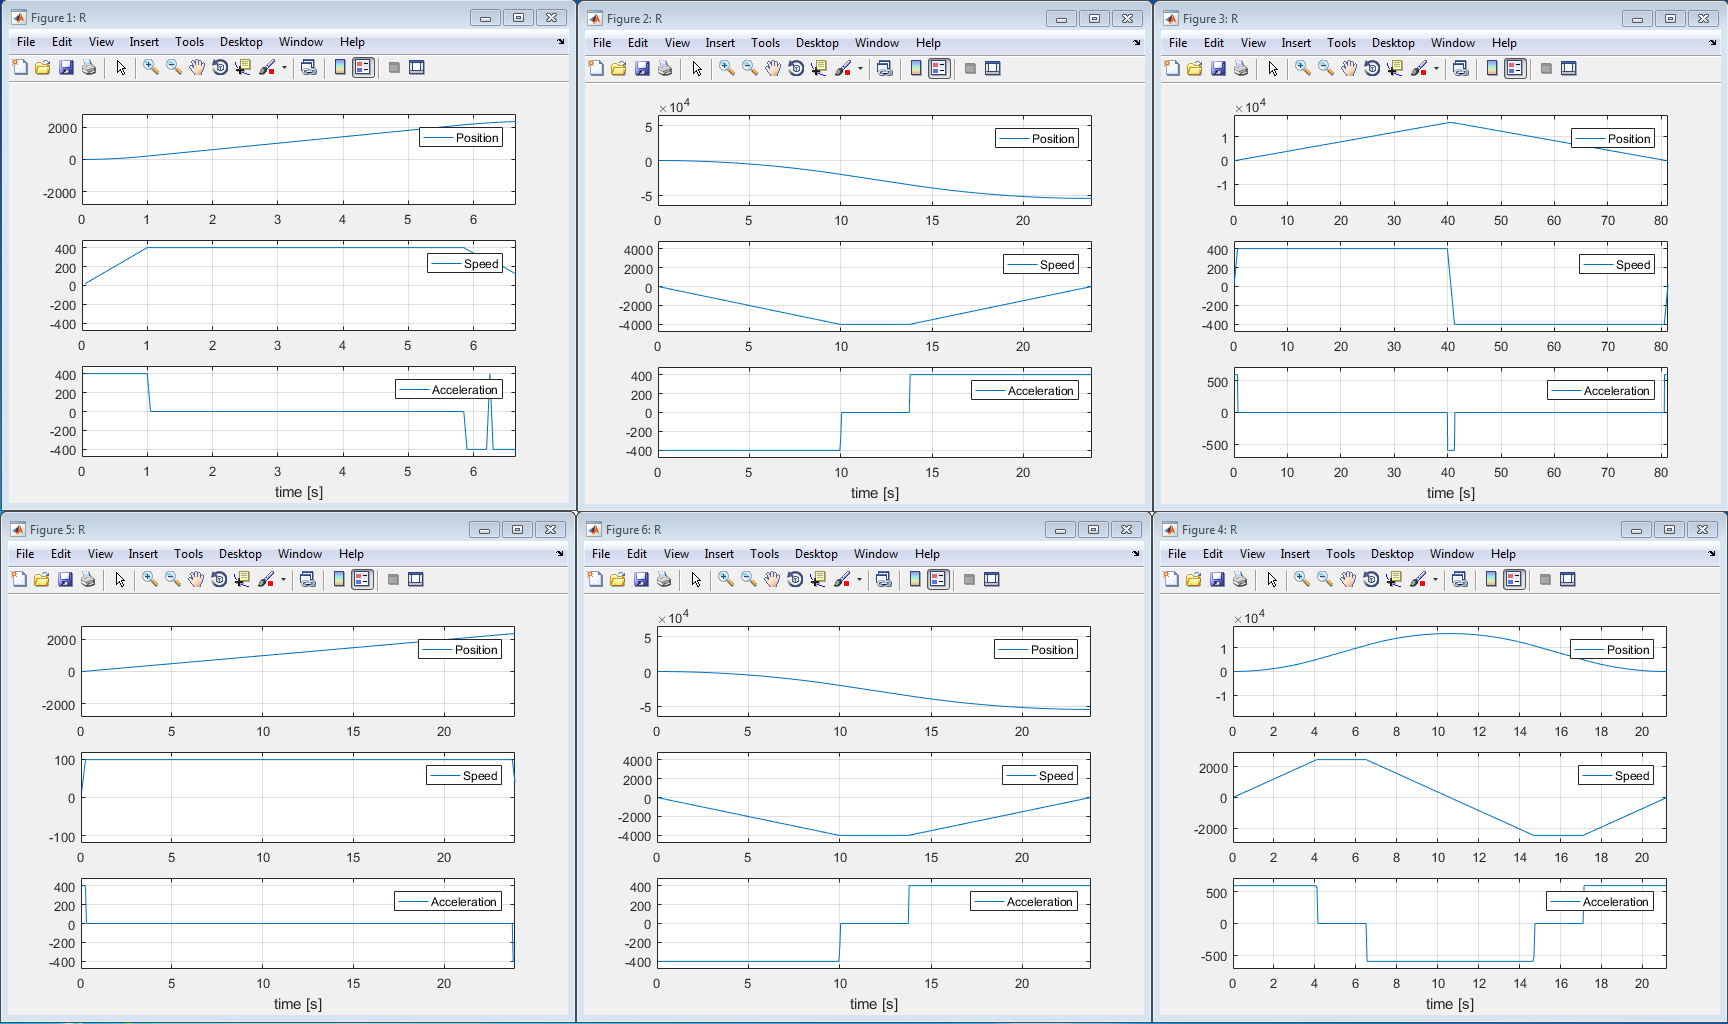 Figure 1: R
File Edit View Insert Tools Desktop Window Help
2000
0
-2000
Position
0 1 2 3 4 5 6
400
200
0
-200
-400
Speed
0 1 2 3 4 5 6
400
200
0
-200
-400
Acceleration
0 1 2 3 4 5 6
time [s]
Figure 2: R
File Edit View Insert Tools Desktop Window Help
×10^4
5
0
-5
Position
0 5 10 15 20
4000
2000
0
-2000
-4000
Speed
0 5 10 15 20
400
200
0
-200
-400
Acceleration
0 5 10 15 20
time [s]
Figure 3: R
File Edit View Insert Tools Desktop Window Help
×10^4
1
0
-1
Position
0 10 20 30 40 50 60 70 80
400
200
0
-200
-400
Speed
0 10 20 30 40 50 60 70 80
500
0
-500
Acceleration
0 10 20 30 40 50 60 70 80
time [s]
Figure 5: R
File Edit View Insert Tools Desktop Window Help
2000
0
-2000
Position
0 5 10 15 20
100
0
-100
Speed
0 5 10 15 20
400
200
0
-200
-400
Acceleration
0 5 10 15 20
time [s]
Figure 6: R
File Edit View Insert Tools Desktop Window Help
×10^4
5
0
-5
Position
0 5 10 15 20
4000
2000
0
-2000
-4000
Speed
0 5 10 15 20
400
200
0
-200
-400
Acceleration
0 5 10 15 20
time [s]
Figure 4: R
File Edit View Insert Tools Desktop Window Help
×10^4
1
0
-1
Position
0 2 4 6 8 10 12 14 16 18 20
2000
0
-2000
Speed
0 2 4 6 8 10 12 14 16 18 20
500
0
-500
Acceleration
0 2 4 6 8 10 12 14 16 18 20
time [s]